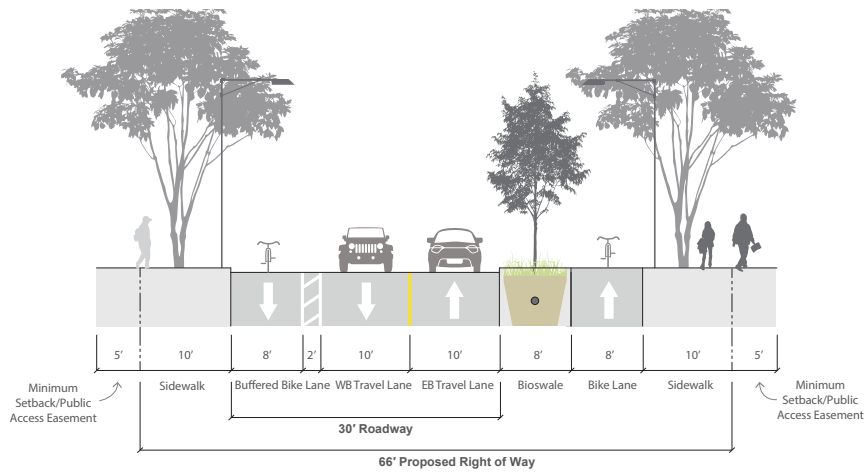 5′ 10′ 8′ 2′ 10′ 10′ 8′ 8′ 10′ 5′
Minimum
Setback/Public
Access Easement
Sidewalk Buffered Bike Lane WB Travel Lane EB Travel Lane Bioswale Bike Lane Sidewalk
Minimum
Setback/Public
Access Easement
30′ Roadway
66′ Proposed Right of Way